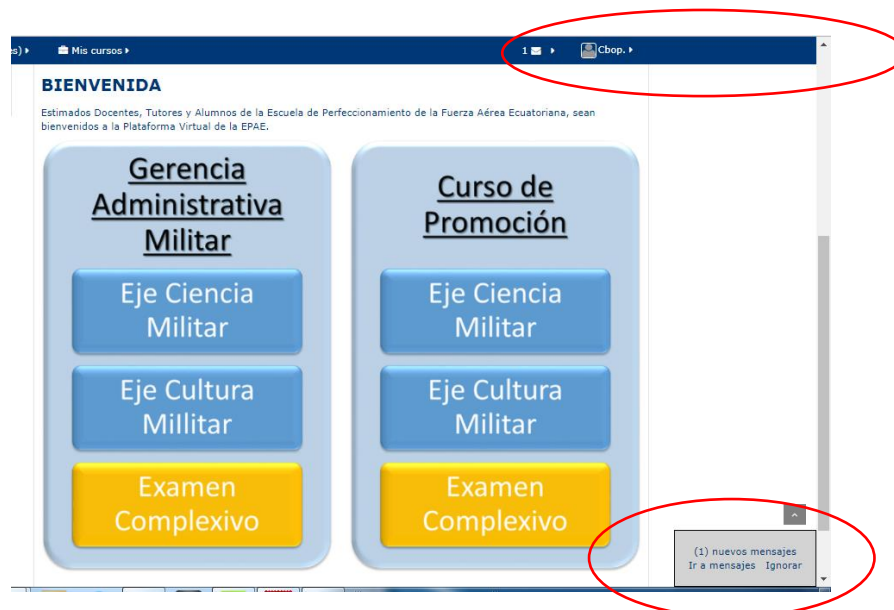 s) Mis cursos 1 Cbop.
BIENVENIDA
Estimados Docentes, Tutores y Alumnos de la Escuela de Perfeccionamiento de la Fuerza Aérea Ecuatoriana, sean
bienvenidos a la Plataforma Virtual de la EPAE.
Gerencia
Administrativa
Militar
Eje Ciencia
Militar
Eje Cultura
MiIlitar
Examen
Complexivo
Curso de
Promoción
Eje Ciencia
Militar
Eje Cultura
Militar
Examen
Complexivo
(1) nuevos mensajes
Ir a mensajes Ignorar